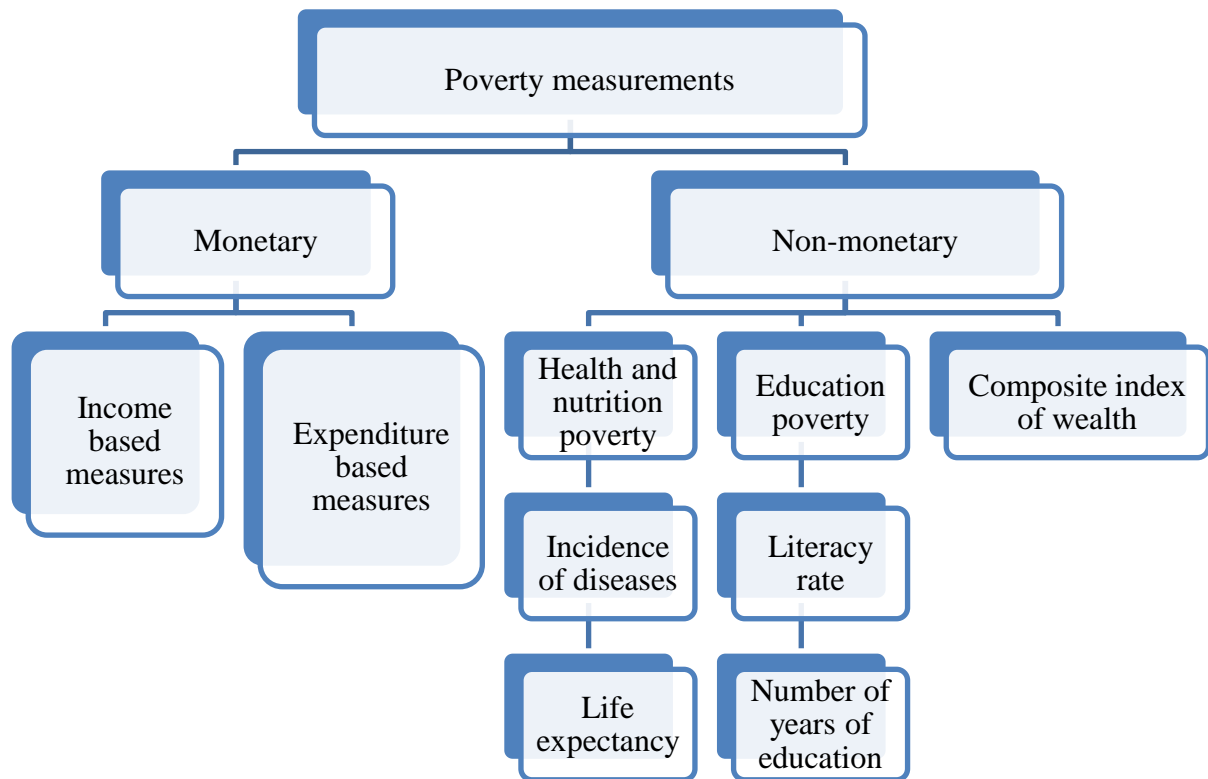 Poverty measurements
Monetary
Non-monetary
Income
based
measures
Expenditure
based
measures
Health and
nutrition
poverty
Education
poverty
Composite index
of wealth
Incidence
of diseases
Literacy
rate
Life
expectancy
Number of
years of
education